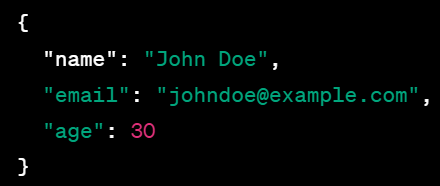 {
  "name": "John Doe",
  "email": "johndoe@example.com",
  "age": 30
}